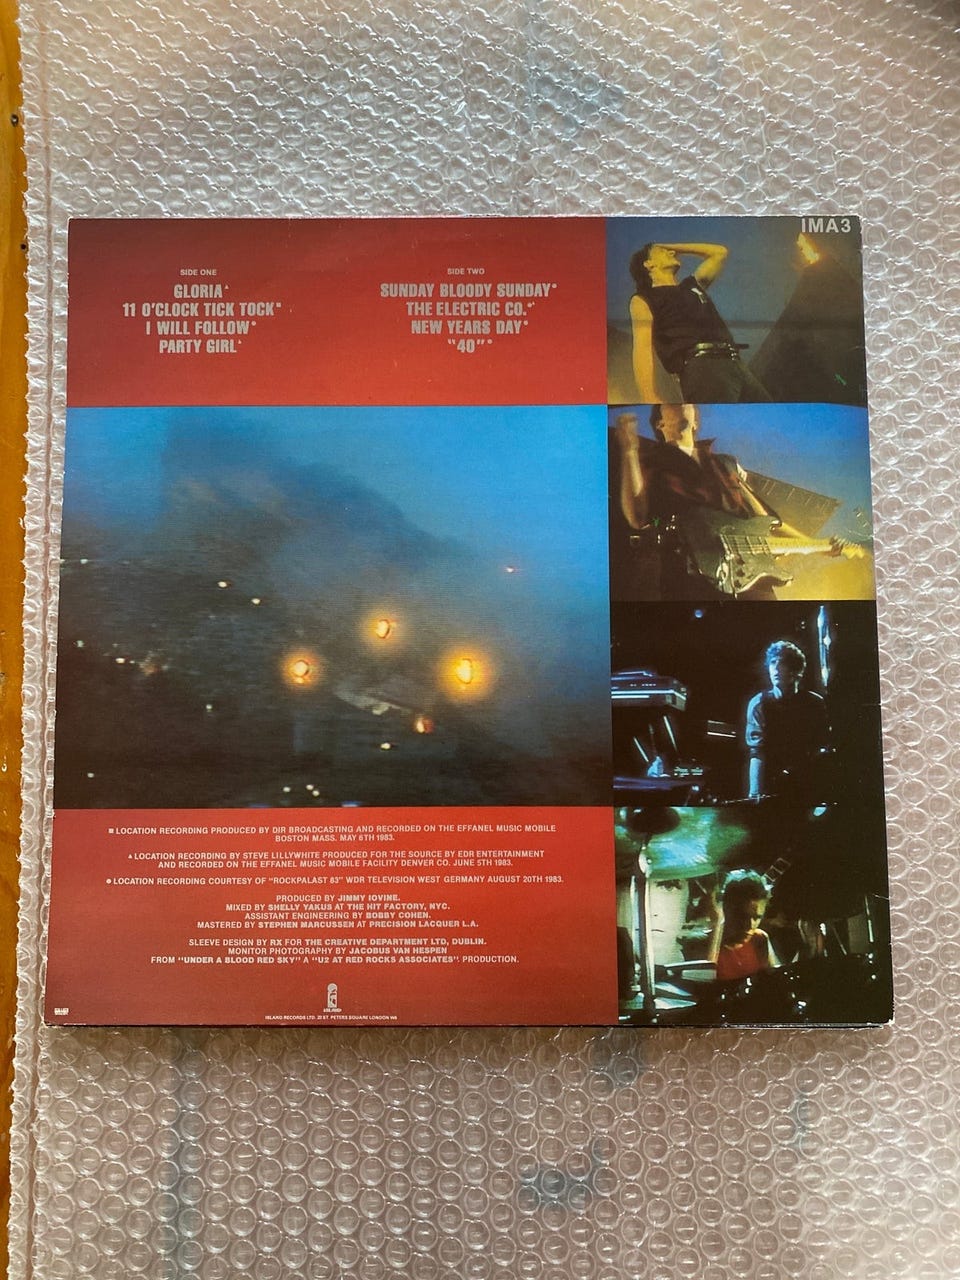 IMA3
SIDE ONE
GLORIA▲
11 O'CLOCK TICK TOCK■
I WILL FOLLOW●
PARTY GIRL▲
SIDE TWO
SUNDAY BLOODY SUNDAY●
THE ELECTRIC CO.●
NEW YEARS DAY●
"40"●
■ LOCATION RECORDING PRODUCED BY DIR BROADCASTING AND RECORDED ON THE EFFANEL MUSIC MOBILE
BOSTON MASS. MAY 6TH 1983.
▲ LOCATION RECORDING BY STEVE LILLYWHITE PRODUCED FOR THE SOURCE BY EDR ENTERTAINMENT
AND RECORDED ON THE EFFANEL MUSIC MOBILE FACILITY DENVER CO. JUNE 5TH 1983.
● LOCATION RECORDING COURTESY OF "ROCKPALAST 83" WDR TELEVISION WEST GERMANY AUGUST 20TH 1983.
PRODUCED BY JIMMY IOVINE.
MIXED BY SHELLY YAKUS AT THE HIT FACTORY, NYC.
ASSISTANT ENGINEERING BY BOBBY COHEN.
MASTERED BY STEPHEN MARCUSSEN AT PRECISION LACQUER L.A.
SLEEVE DESIGN BY RX FOR THE CREATIVE DEPARTMENT LTD, DUBLIN.
MONITOR PHOTOGRAPHY BY JACOBUS VAN HESPEN
FROM "UNDER A BLOOD RED SKY" A "U2 AT RED ROCKS ASSOCIATES". PRODUCTION.
ISLAND
ISLAND RECORDS LTD. 22 ST. PETERS SQUARE LONDON W6